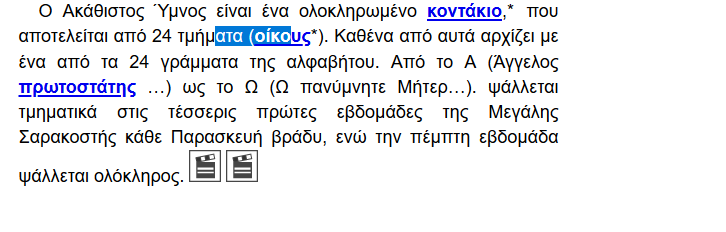 Ο Ακάθιστος Ύμνος είναι ένα ολοκληρωμένο κοντάκιο,* που
αποτελείται από 24 τμήματα (οίκους*). Καθένα από αυτά αρχίζει με
ένα από τα 24 γράμματα της αλφαβήτου. Από το Α (Άγγελος
πρωτοστάτης …) ως το Ω (Ω πανύμνητε Μήτερ…). ψάλλεται
τμηματικά στις τέσσερις πρώτες εβδομάδες της Μεγάλης
Σαρακοστής κάθε Παρασκευή βράδυ, ενώ την πέμπτη εβδομάδα
ψάλλεται ολόκληρος.